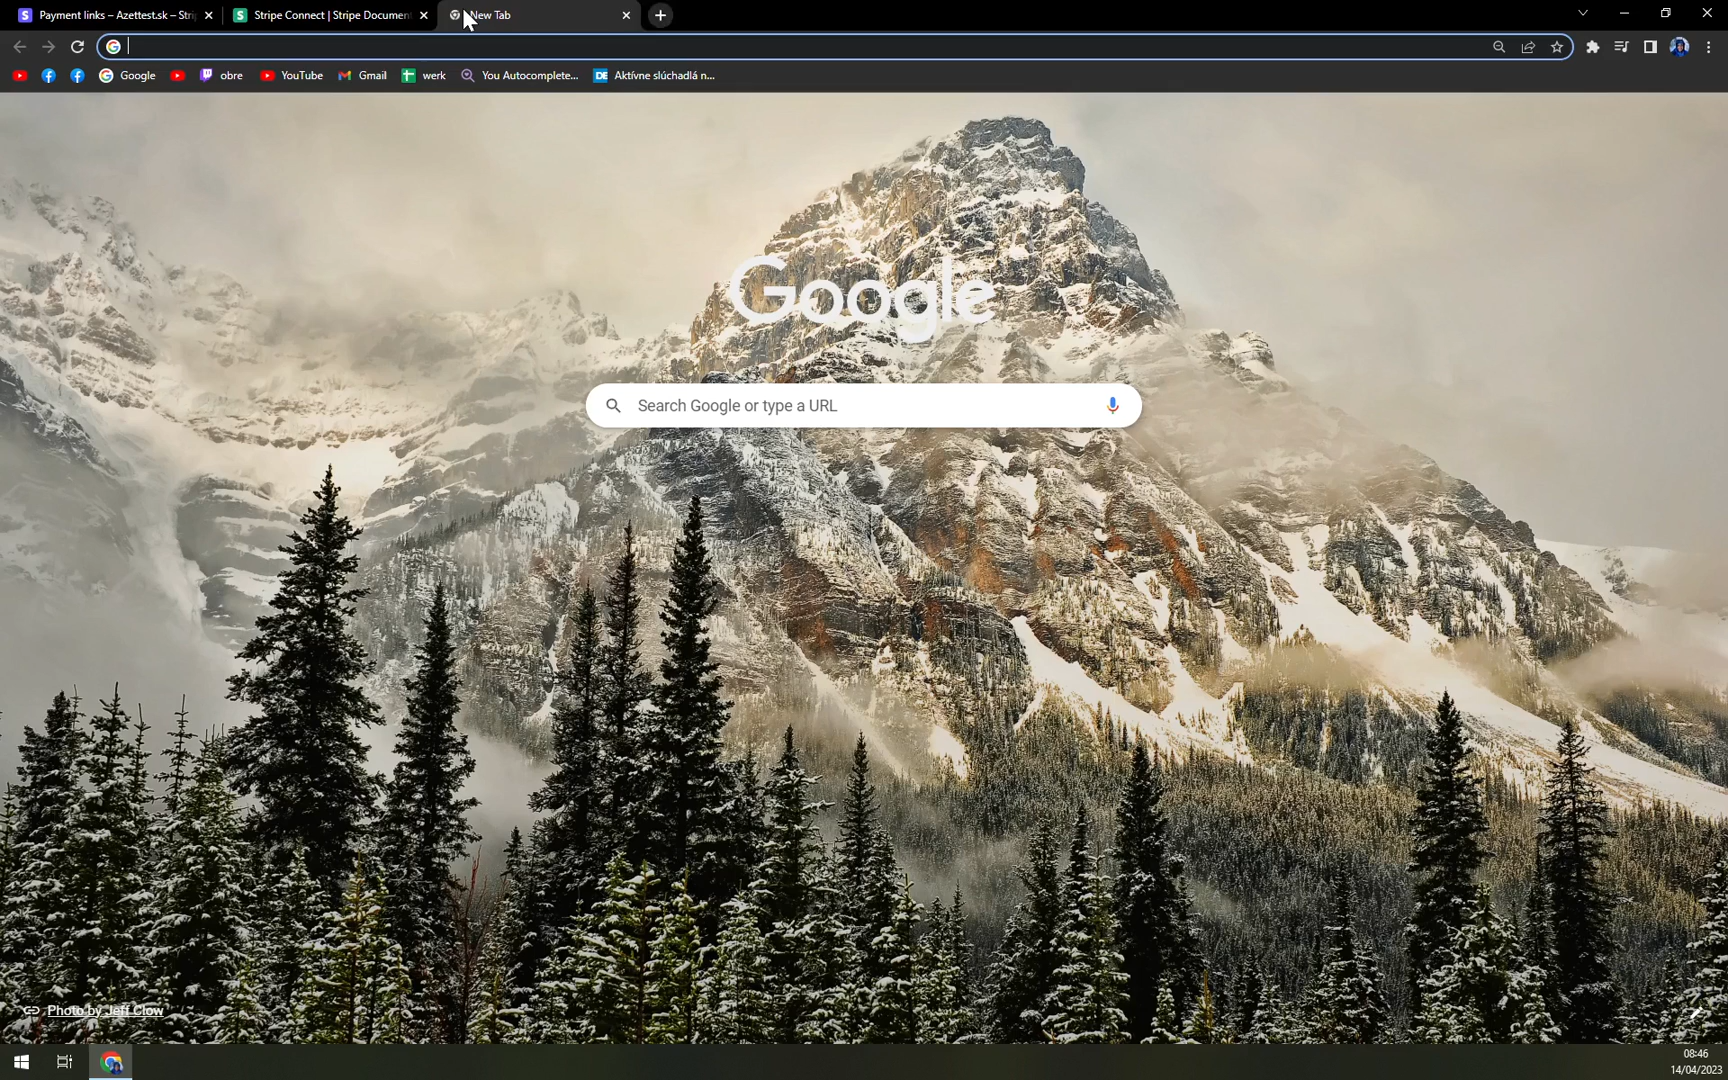 Payment links – Azettest.sk – Stri
Stripe Connect | Stripe Document
New Tab
Google
obre
YouTube
Gmail
werk
You Autocomplete...
DE Aktívne slúchadlá n...
Google
Search Google or type a URL
Photo by Jeff Clow
08:46
14/04/2023